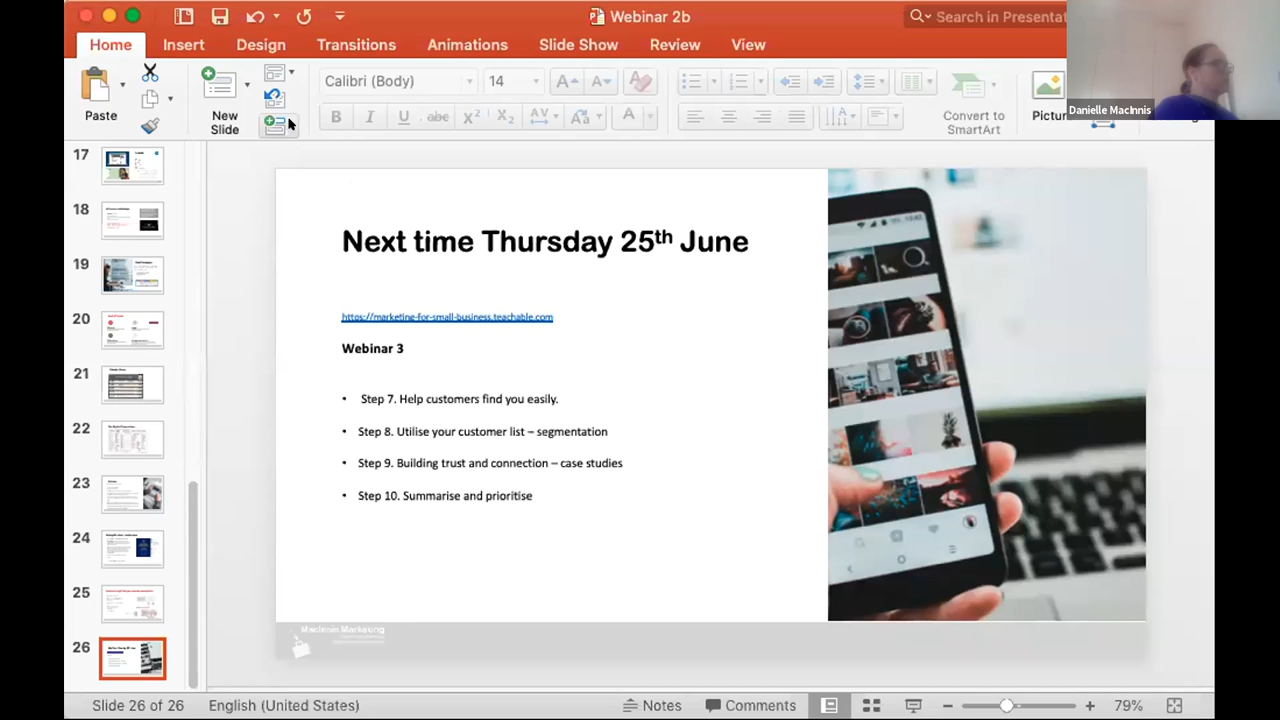 Webinar 2b
Search in Presentat
Home Insert Design Transitions Animations Slide Show Review View
Paste
New
Slide
Calibri (Body) 14
Convert to
SmartArt
Pictur
Danielle MacInnis
17
18
19
20
21
22
23
24
25
26
Next time Thursday 25th June
https://marketing-for-small-business.teachable.com
Webinar 3
• Step 7. Help customers find you easily.
• Step 8. Utilise your customer list – segmentation
• Step 9. Building trust and connection – case studies
• Step 10. Summarise and prioritise
MacInnis Marketing
Slide 26 of 26 English (United States) Notes Comments 79%